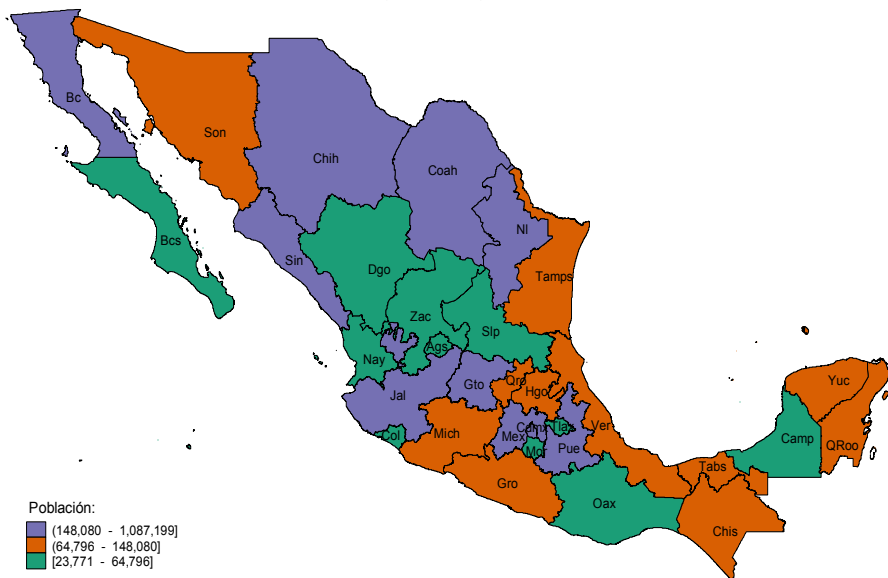 Bc
Son
Chih
Coah
Nl
Bcs
Sin
Dgo
Tamps
Zac
Slp
Nay
Ags
Qro
Yuc
Gto
Hgo
Jal
Ver
Cdmx
Tlax
Col
Mich
Mex
Camp
QRoo
Mor
Pue
Tabs
Gro
Oax
Chis
Población:
(148,080 - 1,087,199]
(64,796 - 148,080]
[23,771 - 64,796]